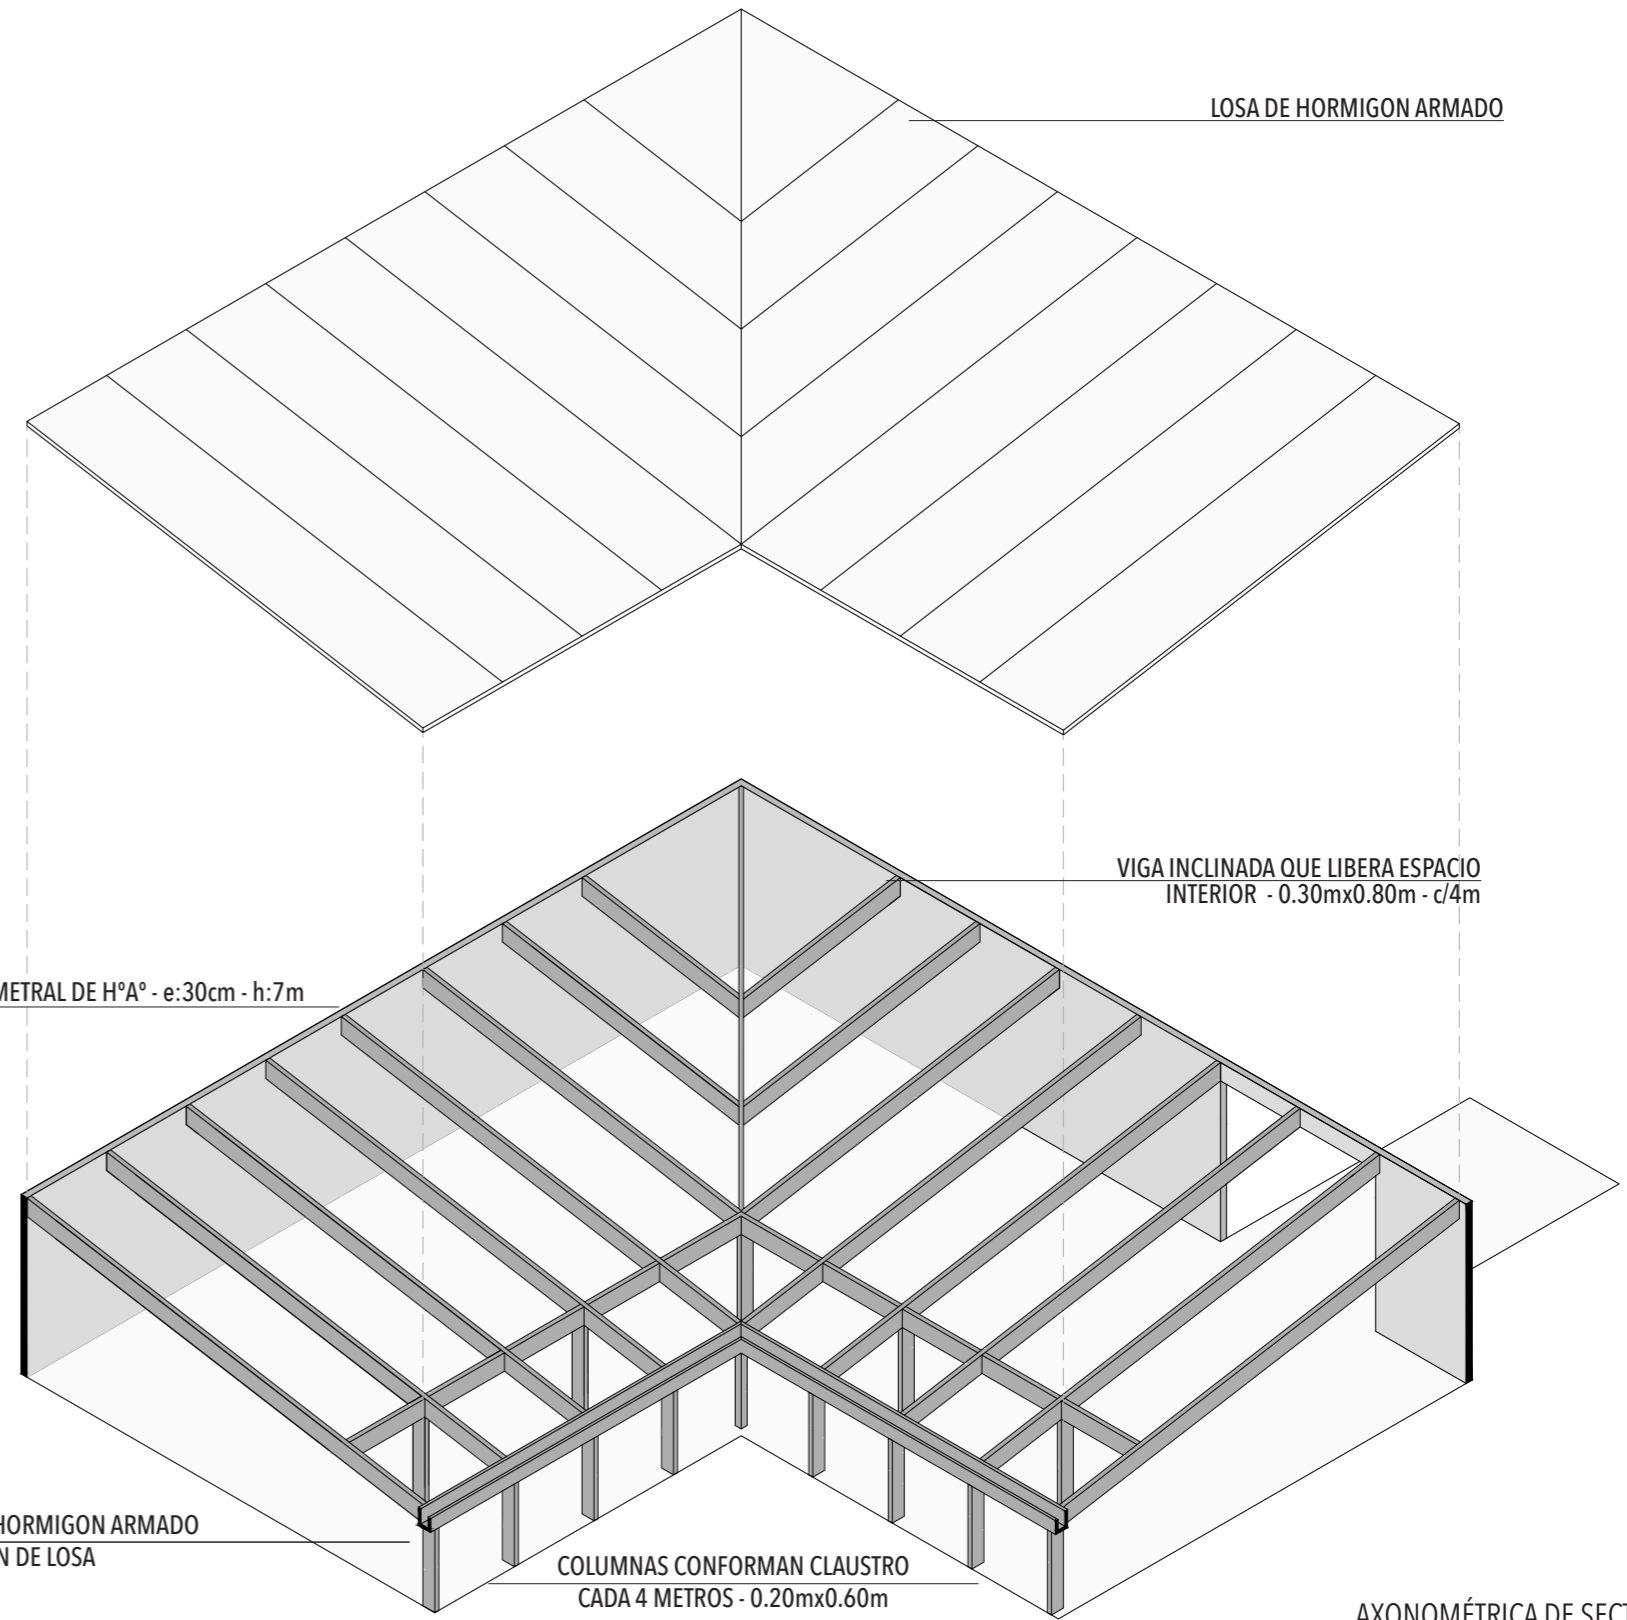 LOSA DE HORMIGON ARMADO
VIGA INCLINADA QUE LIBERA ESPACIO
INTERIOR - 0.30mx0.80m - c/4m
METRAL DE HºAº - e:30cm - h:7m
HORMIGON ARMADO
N DE LOSA
COLUMNAS CONFORMAN CLAUSTRO
CADA 4 METROS - 0.20mx0.60m
AXONOMÉTRICA DE SECT